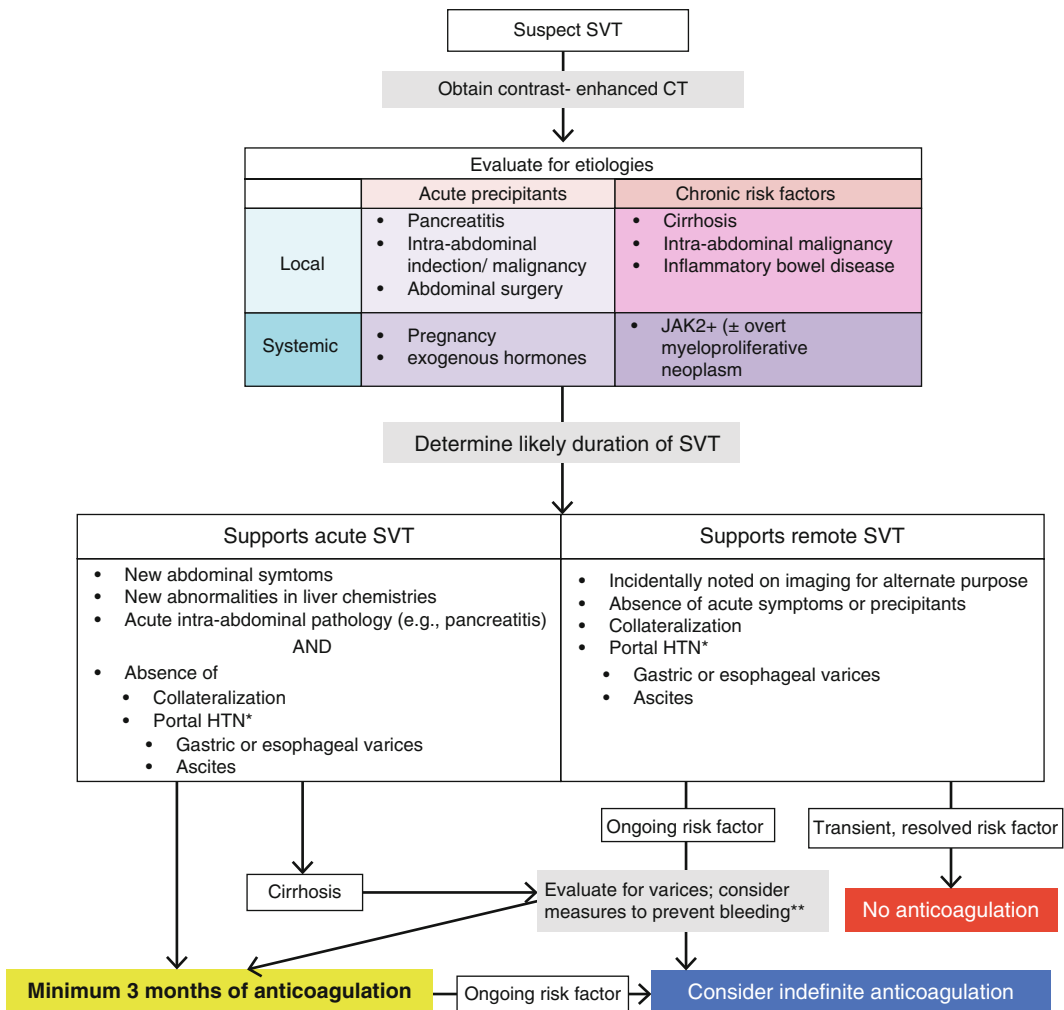 Suspect SVT
Obtain contrast- enhanced CT
Evaluate for etiologies
Acute precipitants
Chronic risk factors
Local
• Pancreatitis
• Intra-abdominal
indection/ malignancy
• Abdominal surgery
• Cirrhosis
• Intra-abdominal malignancy
• Inflammatory bowel disease
Systemic
• Pregnancy
• exogenous hormones
• JAK2+ (± overt
myeloproliferative
neoplasm
Determine likely duration of SVT
Supports acute SVT
• New abdominal symtoms
• New abnormalities in liver chemistries
• Acute intra-abdominal pathology (e.g., pancreatitis)
AND
• Absence of
• Collateralization
• Portal HTN*
• Gastric or esophageal varices
• Ascites
Supports remote SVT
• Incidentally noted on imaging for alternate purpose
• Absence of acute symptoms or precipitants
• Collateralization
• Portal HTN*
• Gastric or esophageal varices
• Ascites
Ongoing risk factor
Transient, resolved risk factor
Cirrhosis
Evaluate for varices; consider
measures to prevent bleeding**
No anticoagulation
Minimum 3 months of anticoagulation
Ongoing risk factor
Consider indefinite anticoagulation